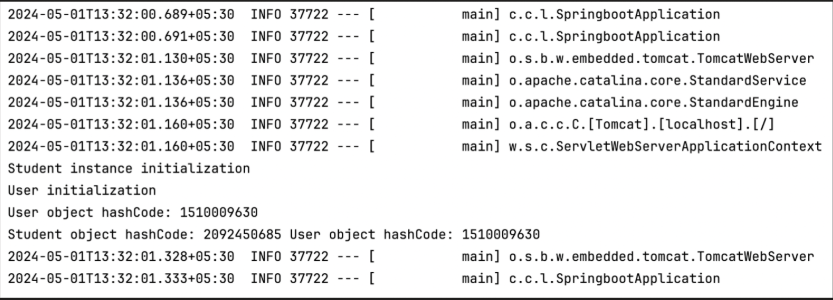 2024-05-01T13:32:00.689+05:30  INFO 37722 --- [           main] c.c.l.SpringbootApplication
2024-05-01T13:32:00.691+05:30  INFO 37722 --- [           main] c.c.l.SpringbootApplication
2024-05-01T13:32:01.130+05:30  INFO 37722 --- [           main] o.s.b.w.embedded.tomcat.TomcatWebServer
2024-05-01T13:32:01.136+05:30  INFO 37722 --- [           main] o.apache.catalina.core.StandardService
2024-05-01T13:32:01.136+05:30  INFO 37722 --- [           main] o.apache.catalina.core.StandardEngine
2024-05-01T13:32:01.160+05:30  INFO 37722 --- [           main] o.a.c.c.C.[Tomcat].[localhost].[/]
2024-05-01T13:32:01.160+05:30  INFO 37722 --- [           main] w.s.c.ServletWebServerApplicationContext
Student instance initialization
User initialization
User object hashCode: 1510009630
Student object hashCode: 2092450685 User object hashCode: 1510009630
2024-05-01T13:32:01.328+05:30  INFO 37722 --- [           main] o.s.b.w.embedded.tomcat.TomcatWebServer
2024-05-01T13:32:01.333+05:30  INFO 37722 --- [           main] c.c.l.SpringbootApplication